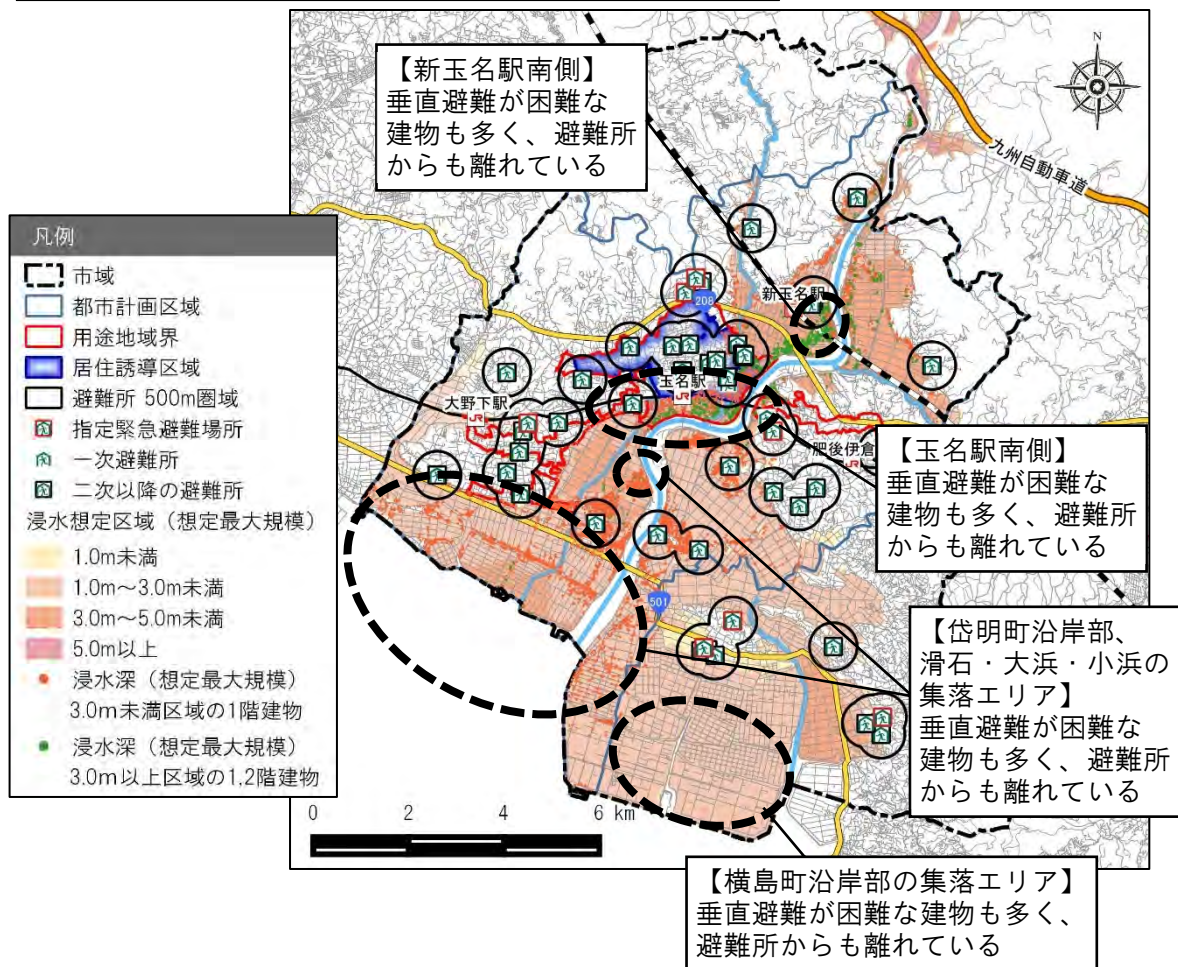 【新玉名駅南側】
垂直避難が困難な
建物も多く、避難所
からも離れている
N
九州自動車道
凡例
市域
都市計画区域
用途地域界
居住誘導区域
避難所 500m圏域
指定緊急避難場所
一次避難所
二次以降の避難所
浸水想定区域（想定最大規模）
1.0m未満
1.0m～3.0m未満
3.0m～5.0m未満
5.0m以上
浸水深（想定最大規模）
3.0m未満区域の1階建物
浸水深（想定最大規模）
3.0m以上区域の1,2階建物
新玉名駅
208
玉名駅
JR
大野下駅
JR
肥後伊倉
JR
501
【玉名駅南側】
垂直避難が困難な
建物も多く、避難所
からも離れている
【岱明町沿岸部、
滑石・大浜・小浜の
集落エリア】
垂直避難が困難な
建物も多く、避難所
からも離れている
0 2 4 6 km
【横島町沿岸部の集落エリア】
垂直避難が困難な建物も多く、
避難所からも離れている